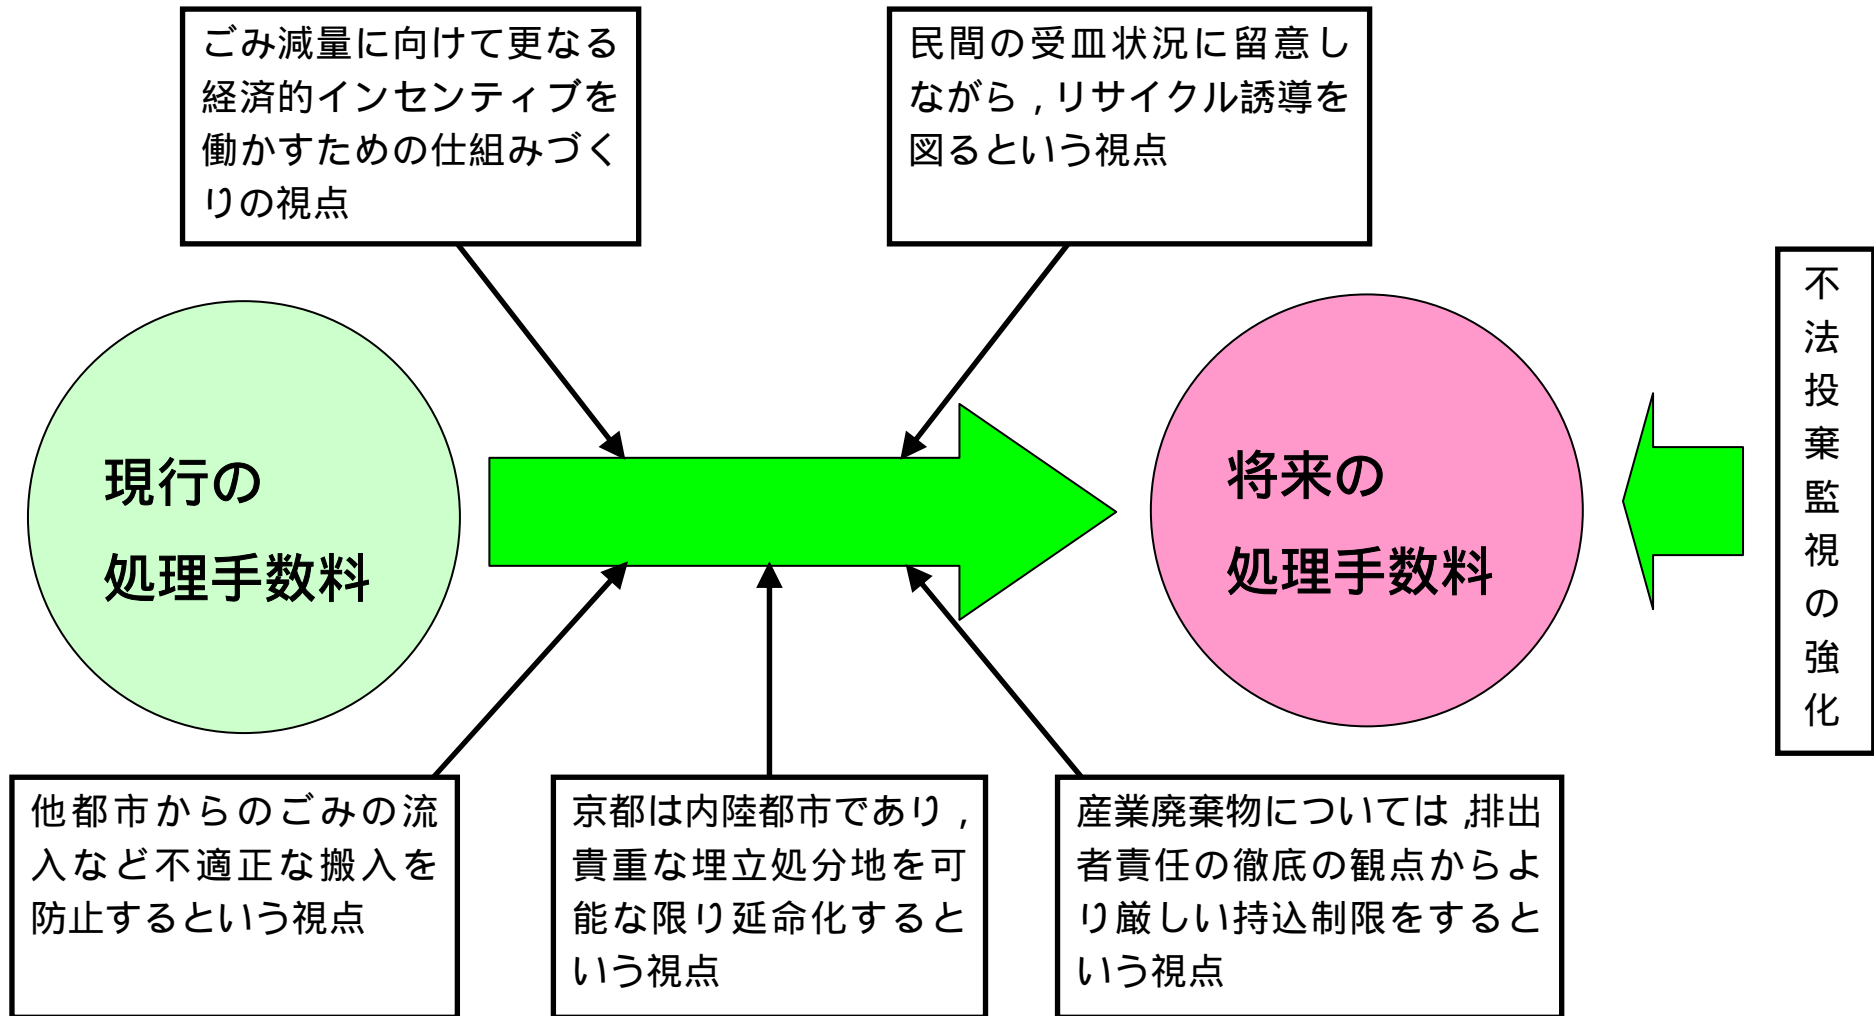 ごみ減量に向けて更なる
経済的インセンティブを
働かすための仕組みづく
りの視点
民間の受皿状況に留意し
ながら，リサイクル誘導を
図るという視点
現行の
処理手数料
将来の
処理手数料
不法投棄監視の強化
他都市からのごみの流
入など不適正な搬入を
防止するという視点
京都は内陸都市であり，
貴重な埋立処分地を可
能な限り延命化すると
いう視点
産業廃棄物については，排出
者責任の徹底の観点からよ
り厳しい持込制限をすると
いう視点